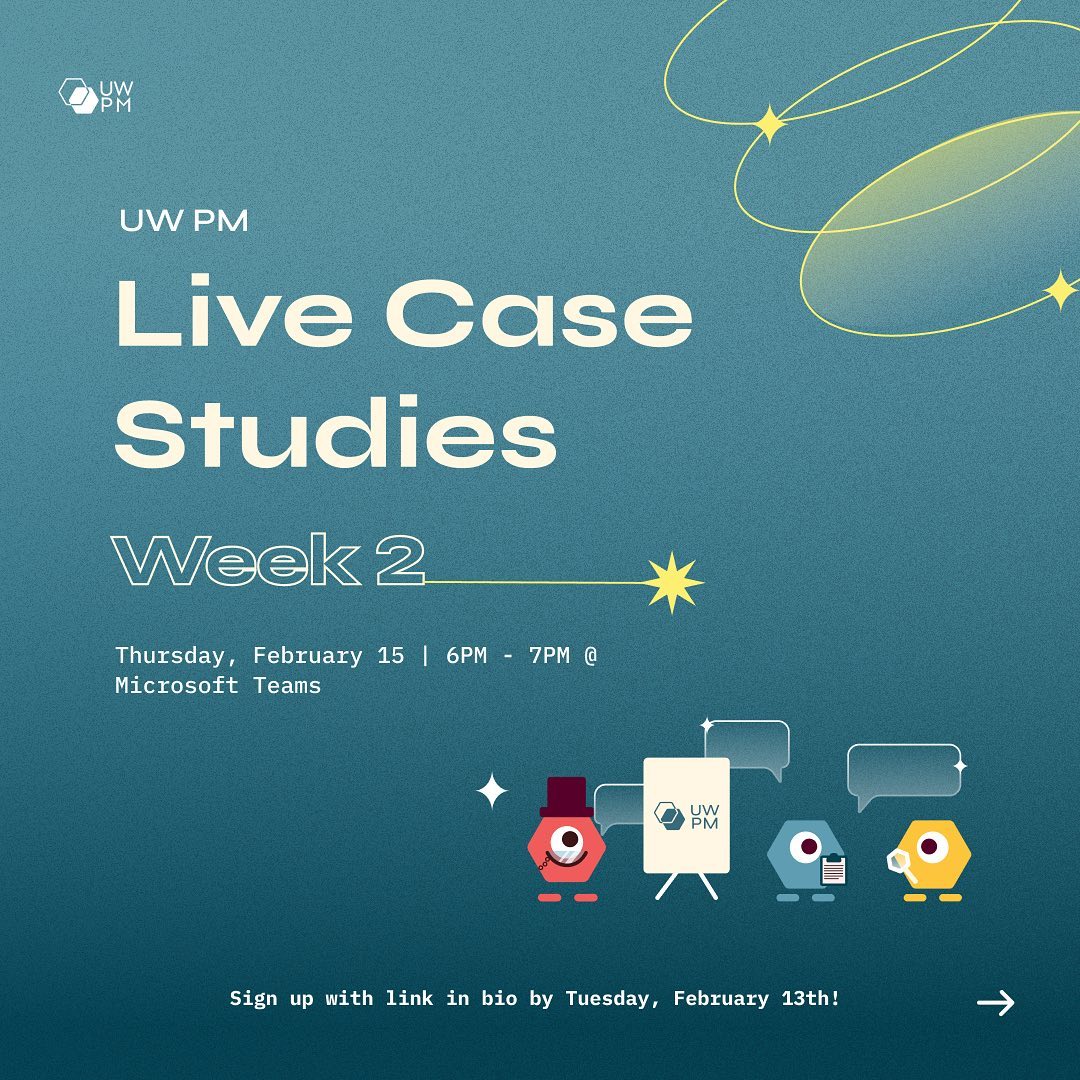 UW
PM
UW PM
Live Case
Studies
Week 2
Thursday, February 15 | 6PM - 7PM @
Microsoft Teams
UW
PM
Sign up with link in bio by Tuesday, February 13th!